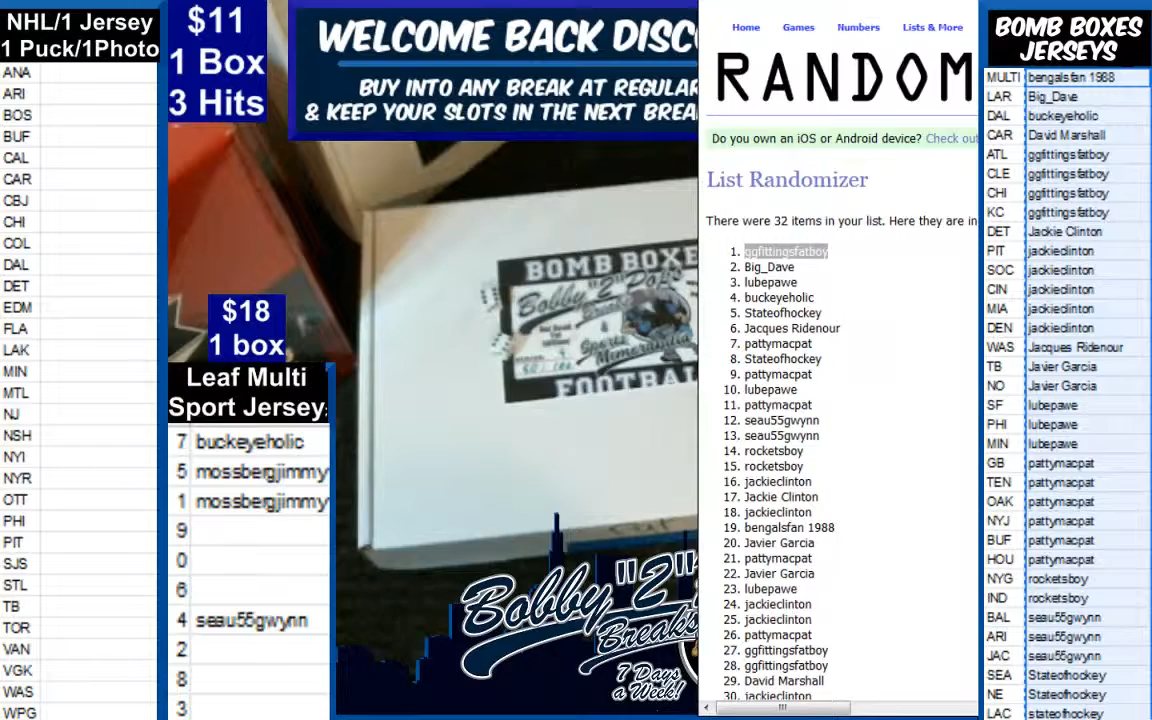 NHL/1 Jersey
1 Puck/1Photo
ANA
ARI
BOS
BUF
CAL
CAR
CBJ
CHI
COL
DAL
DET
EDM
FLA
LAK
MIN
MTL
NJ
NSH
NYI
NYR
OTT
PHI
PIT
SJS
STL
TB
TOR
VAN
VGK
WAS
WPG
$11
1 Box
3 Hits
$18
1 box
Leaf Multi
Sport Jersey
7 buckeyeholic
5 mossbergjimmy
1 mossbergjimmy
9
0
6
4 seau55gwynn
2
8
3
WELCOME BACK DISC
BUY INTO ANY BREAK AT REGULAR
& KEEP YOUR SLOTS IN THE NEXT BREA
BOMB BOXE
Bobby "2" Pops
Breaks
&
Sports
Memorabilia
FOOTBAL
Bobby "2"
Breaks
7 Days
a Week!
Home Games Numbers Lists & More
RANDOM
Do you own an iOS or Android device? Check out
List Randomizer
There were 32 items in your list. Here they are in
1. ggfittingsfatboy
2. Big_Dave
3. lubepawe
4. buckeyeholic
5. Stateofhockey
6. Jacques Ridenour
7. pattymacpat
8. Stateofhockey
9. pattymacpat
10. lubepawe
11. pattymacpat
12. seau55gwynn
13. seau55gwynn
14. rocketsboy
15. rocketsboy
16. jackieclinton
17. Jackie Clinton
18. jackieclinton
19. bengalsfan 1988
20. Javier Garcia
21. pattymacpat
22. Javier Garcia
23. lubepawe
24. jackieclinton
25. jackieclinton
26. pattymacpat
27. ggfittingsfatboy
28. ggfittingsfatboy
29. David Marshall
30. jackieclinton
BOMB BOXES
JERSEYS
MULTI bengalsfan 1988
LAR Big_Dave
DAL buckeyeholic
CAR David Marshall
ATL ggfittingsfatboy
CLE ggfittingsfatboy
CHI ggfittingsfatboy
KC ggfittingsfatboy
DET Jackie Clinton
PIT jackieclinton
SOC jackieclinton
CIN jackieclinton
MIA jackieclinton
DEN jackieclinton
WAS Jacques Ridenour
TB Javier Garcia
NO Javier Garcia
SF lubepawe
PHI lubepawe
MIN lubepawe
GB pattymacpat
TEN pattymacpat
OAK pattymacpat
NYJ pattymacpat
BUF pattymacpat
HOU pattymacpat
NYG rocketsboy
IND rocketsboy
BAL seau55gwynn
ARI seau55gwynn
JAC seau55gwynn
SEA Stateofhockey
NE Stateofhockey
LAC stateofhockey